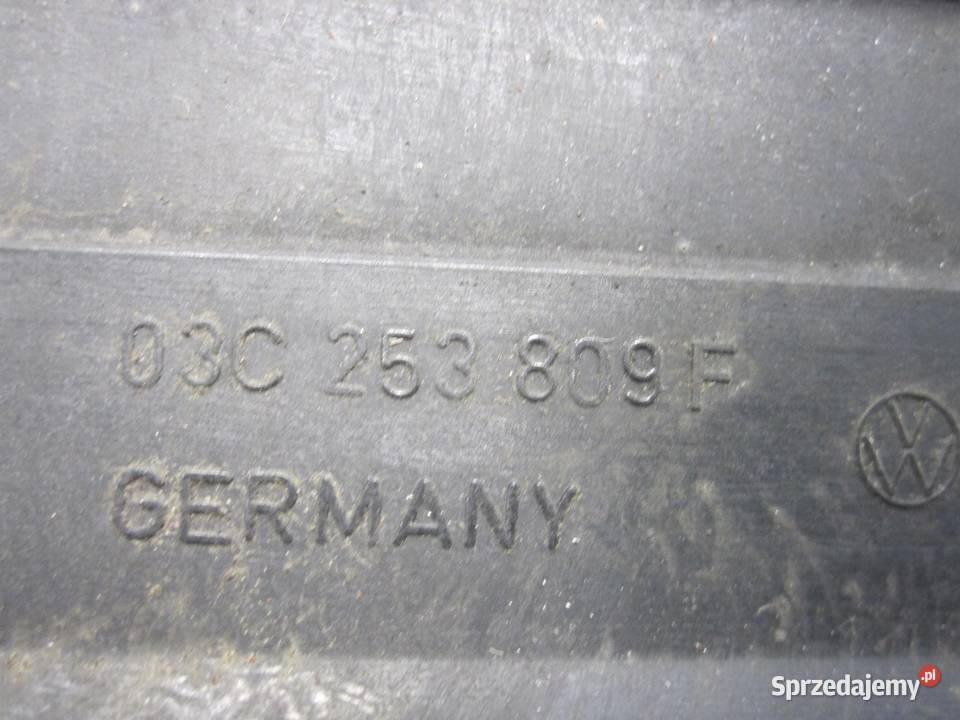 03C 253 809 F
GERMANY
Sprzedajemy.pl